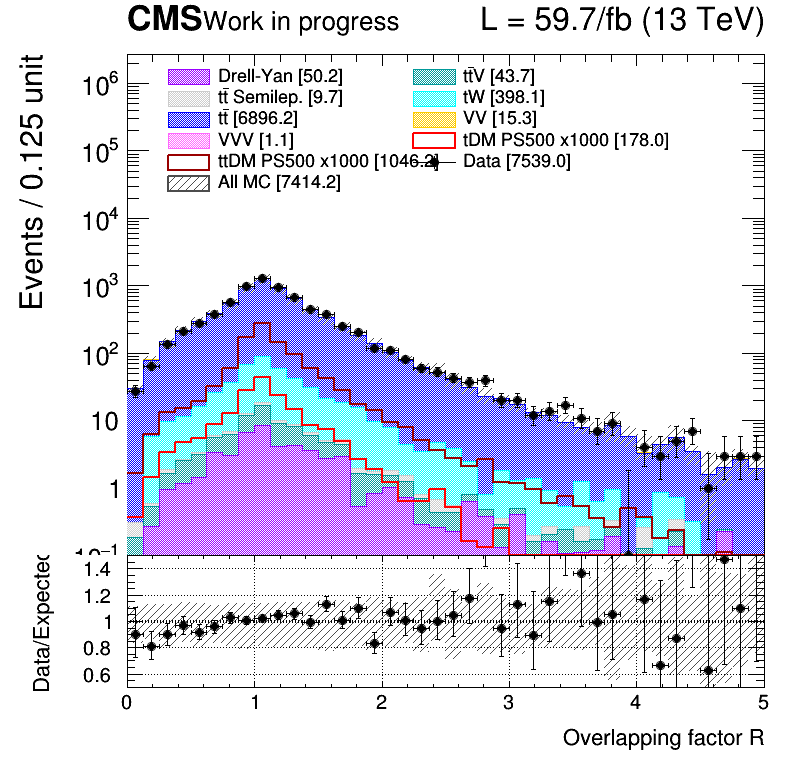 CMS Work in progress L = 59.7/fb (13 TeV)
Events / 0.125 unit
10⁶
10⁵
10⁴
10³
10²
10
1
10⁻¹
Drell-Yan [50.2] tt̄V [43.7]
tt̄ Semilep. [9.7] tW [398.1]
tt̄ [6896.2] VV [15.3]
VVV [1.1] tDM PS500 x1000 [178.0]
ttDM PS500 x1000 [1046.2] Data [7539.0]
All MC [7414.2]
Data/Expected
1.4
1.2
1
0.8
0.6
0 1 2 3 4 5
Overlapping factor R